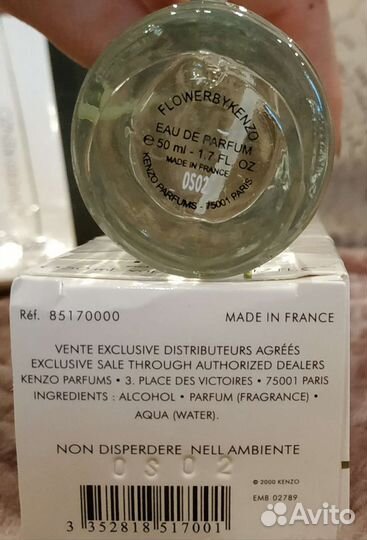 FLOWERBYKENZO
EAU DE PARFUM
℮ 50 ml - 1.7 FL. OZ
MADE IN FRANCE
0S02
KENZO PARFUMS - 75001 PARIS
Réf. 85170000 MADE IN FRANCE
VENTE EXCLUSIVE DISTRIBUTEURS AGRÉÉS
EXCLUSIVE SALE THROUGH AUTHORIZED DEALERS
KENZO PARFUMS • 3. PLACE DES VICTOIRES • 75001 PARIS
INGREDIENTS : ALCOHOL • PARFUM (FRAGRANCE) •
AQUA (WATER).
NON DISPERDERE NELL'AMBIENTE
0S02
© 2000 KENZO
EMB 02789
3 352818 517001
Avito